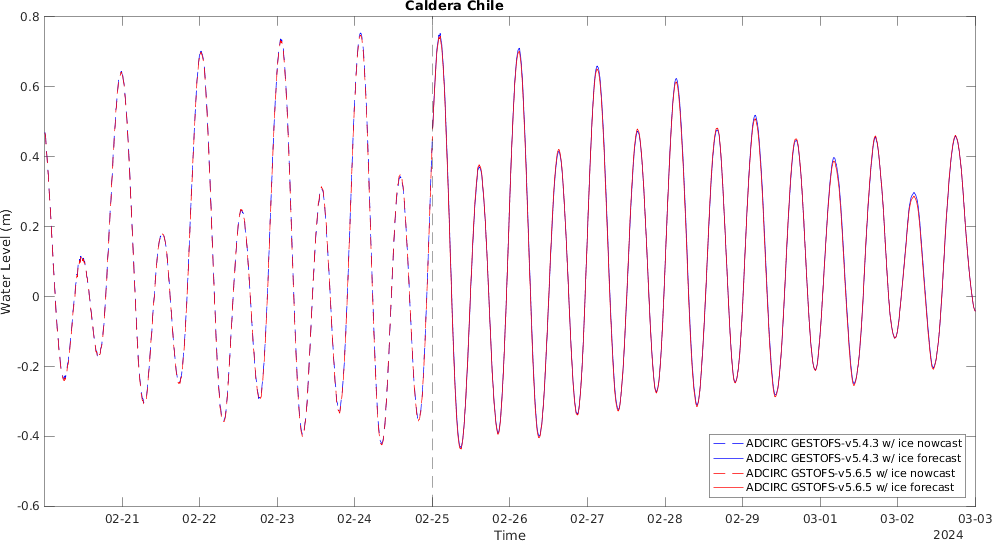 Caldera Chile
0.8
0.6
0.4
0.2
0
-0.2
-0.4
-0.6
Water Level (m)
ADCIRC GESTOFS-v5.4.3 w/ ice nowcast
ADCIRC GESTOFS-v5.4.3 w/ ice forecast
ADCIRC GSTOFS-v5.6.5 w/ ice nowcast
ADCIRC GSTOFS-v5.6.5 w/ ice forecast
02-21 02-22 02-23 02-24 02-25 02-26 02-27 02-28 02-29 03-01 03-02 03-03
Time
2024